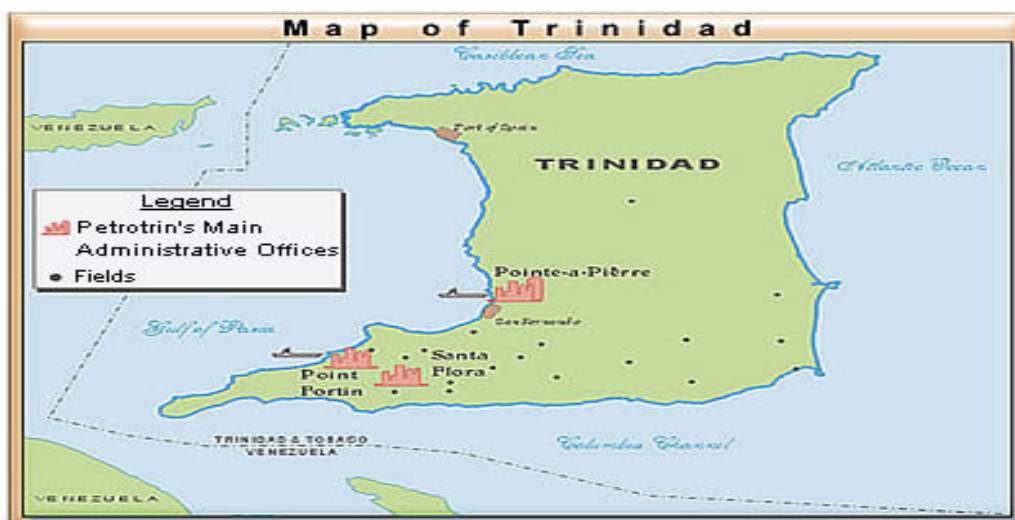 Map of Trinidad
Caribbean Sea
VENEZUELA
Port of Spain
TRINIDAD
Atlantic Ocean
Legend
Petrotrin's Main
Administrative Offices
Fields
Pointe-a-Pierre
San Fernando
Gulf of Paria
Santa
Flora
Point
Fortin
TRINIDAD & TOBAGO
VENEZUELA
Columbus Channel
VENEZUELA